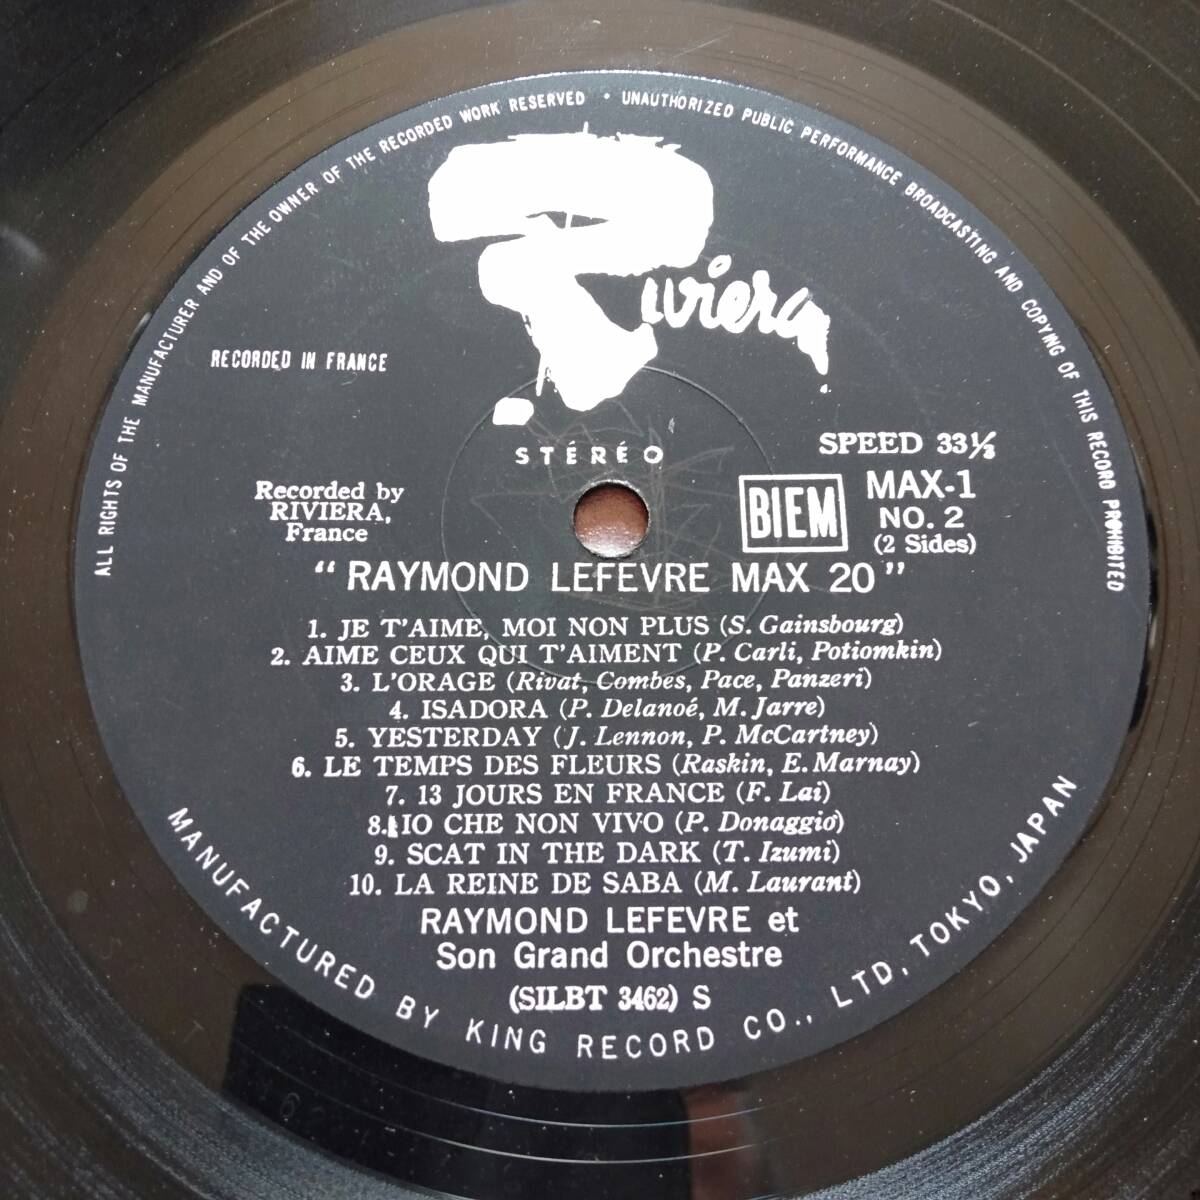 ALL RIGHTS OF THE MANUFACTURER AND OF THE OWNER OF THE RECORDED WORK RESERVED • UNAUTHORIZED PUBLIC PERFORMANCE BROADCASTING AND COPYING OF THIS RECORD PROHIBITED
Riviera
RECORDED IN FRANCE
STÉRÉO
SPEED 33⅓
Recorded by
RIVIERA,
France
BIEM
MAX-1
NO. 2
(2 Sides)
"RAYMOND LEFEVRE MAX 20"
1. JE T'AIME, MOI NON PLUS (S. Gainsbourg)
2. AIME CEUX QUI T'AIMENT (P. Carli, Potiomkin)
3. L'ORAGE (Rivat, Combes, Pace, Panzeri)
4. ISADORA (P. Delanoé, M. Jarre)
5. YESTERDAY (J. Lennon, P. McCartney)
6. LE TEMPS DES FLEURS (Raskin, E. Marnay)
7. 13 JOURS EN FRANCE (F. Lai)
8. IO CHE NON VIVO (P. Donaggio)
9. SCAT IN THE DARK (T. Izumi)
10. LA REINE DE SABA (M. Laurant)
RAYMOND LEFEVRE et
Son Grand Orchestre
(SILBT 3462) S
MANUFACTURED BY KING RECORD CO., LTD, TOKYO, JAPAN